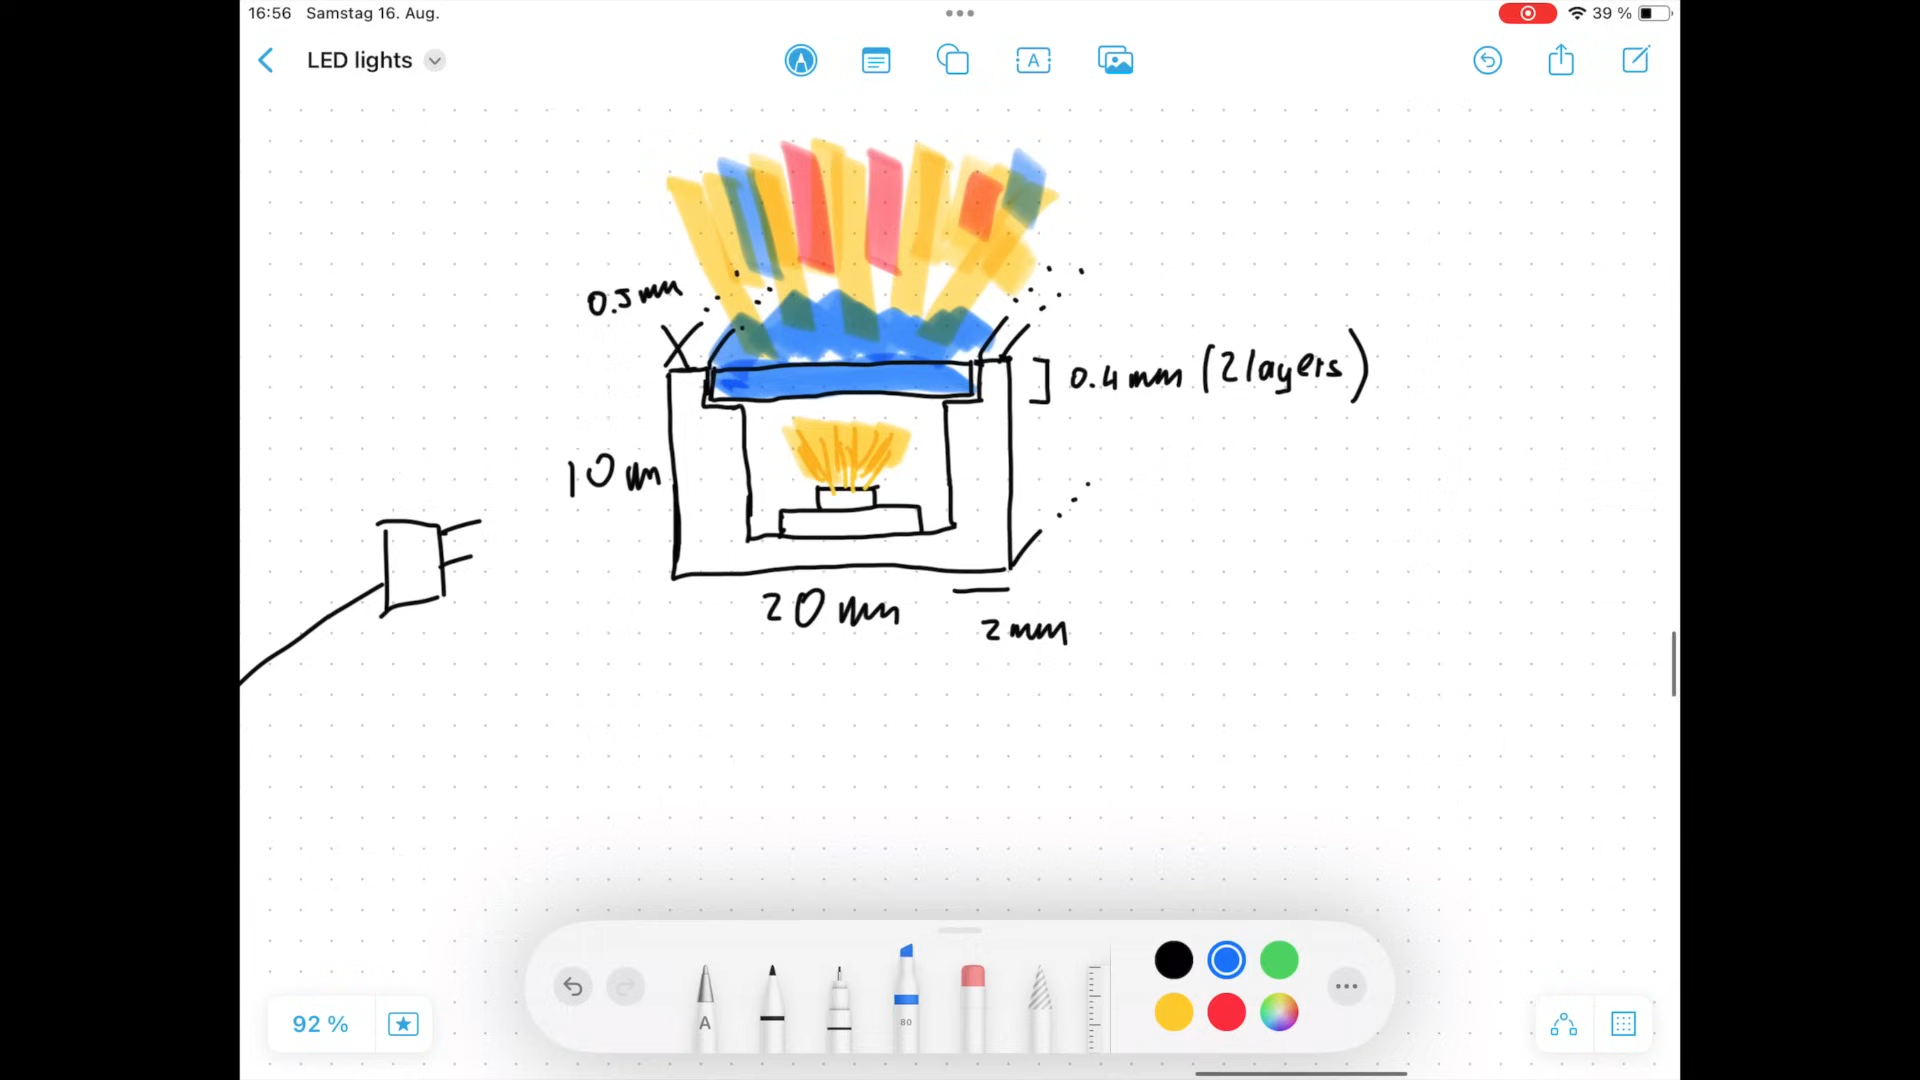 16:56 Samstag 16. Aug.
39 %
LED lights
A
A
0.5 mm
0.4 mm (2 layers)
10 mm
20 mm
2 mm
92 %
A
80